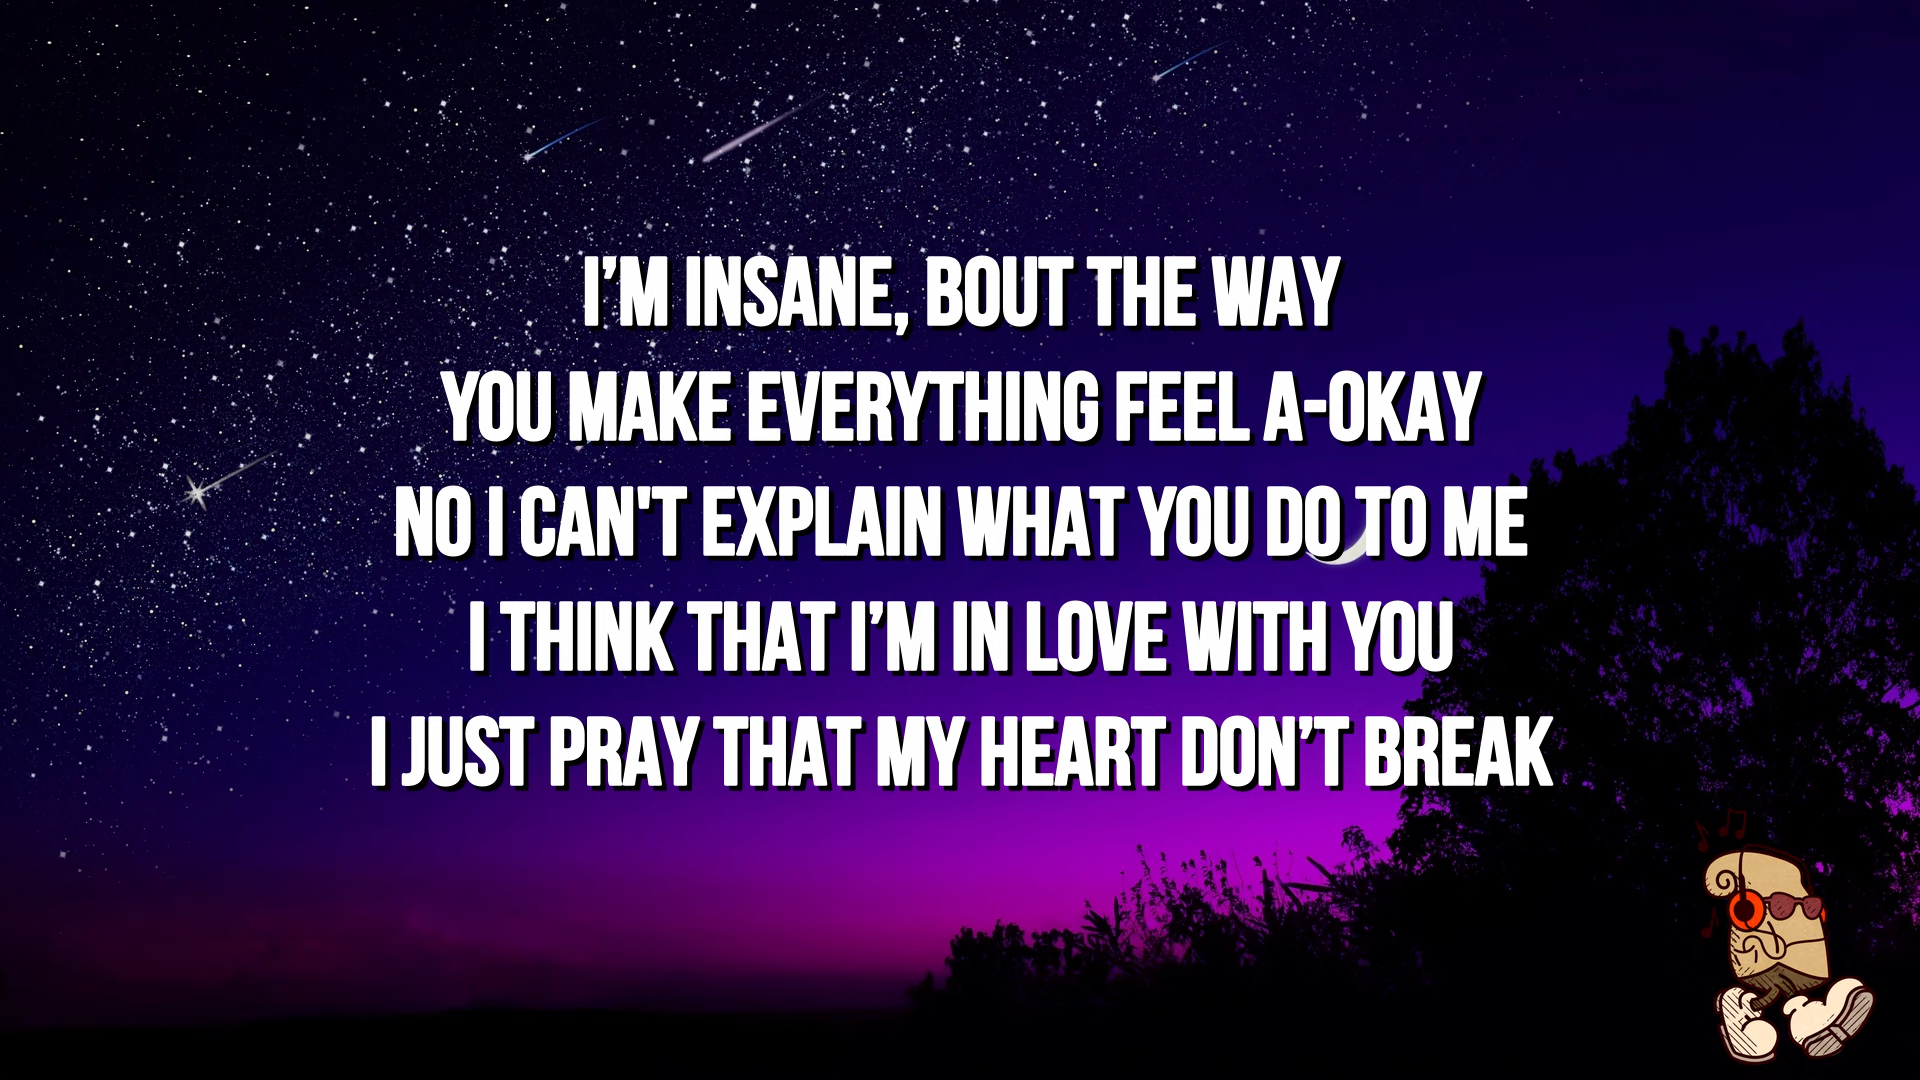 I’M INSANE, BOUT THE WAY
YOU MAKE EVERYTHING FEEL A-OKAY
NO I CAN'T EXPLAIN WHAT YOU DO TO ME
I THINK THAT I’M IN LOVE WITH YOU
I JUST PRAY THAT MY HEART DON’T BREAK